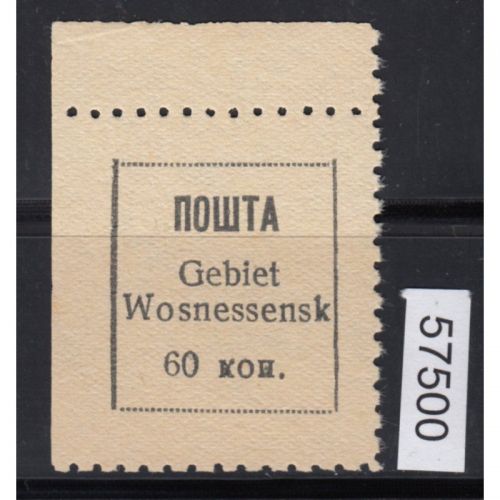 ПОШТА
Gebiet
Wosnessensk
60 коп.
57500